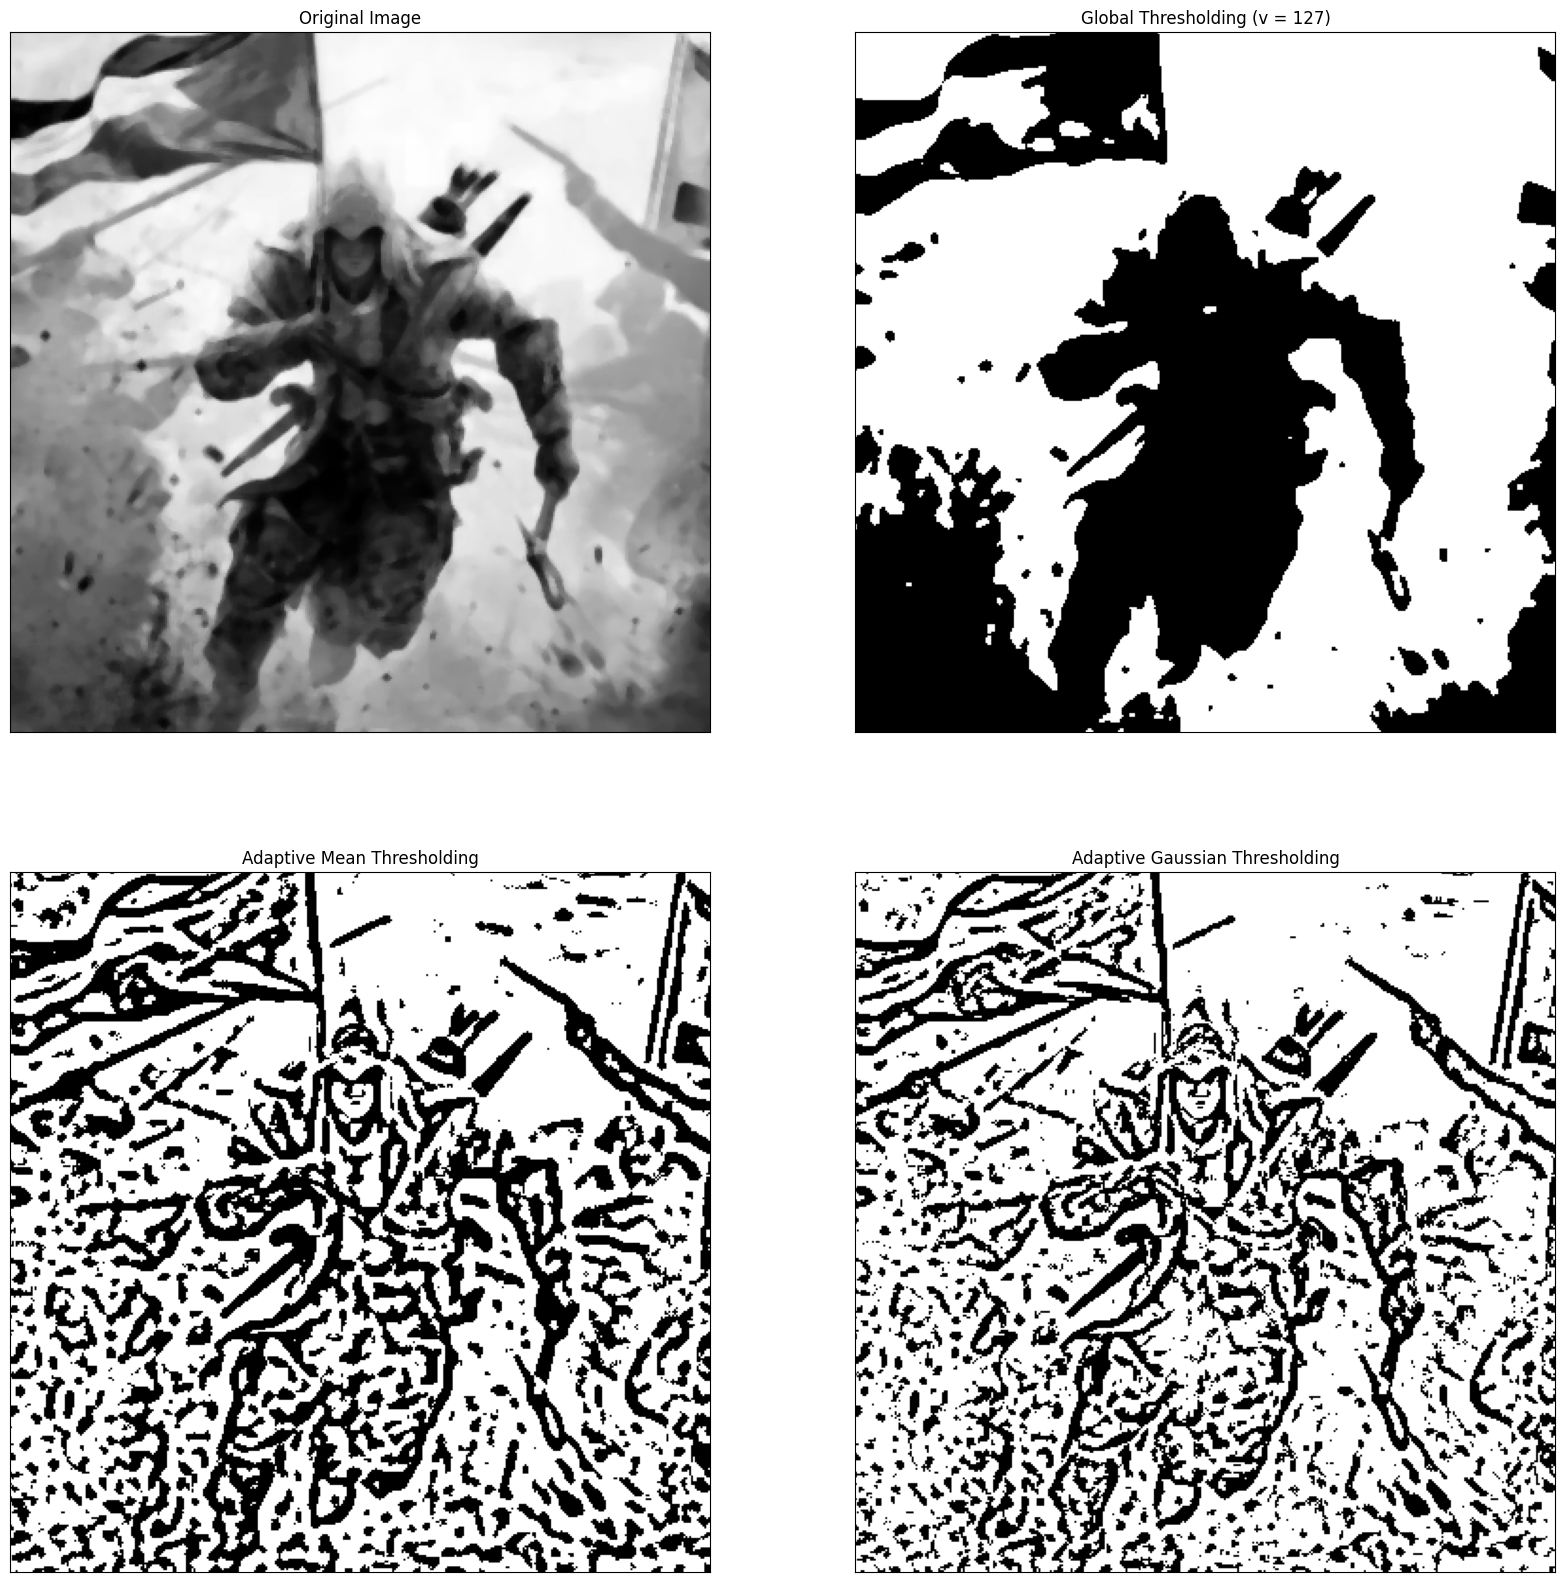 Original Image
Global Thresholding (v = 127)
Adaptive Mean Thresholding
Adaptive Gaussian Thresholding